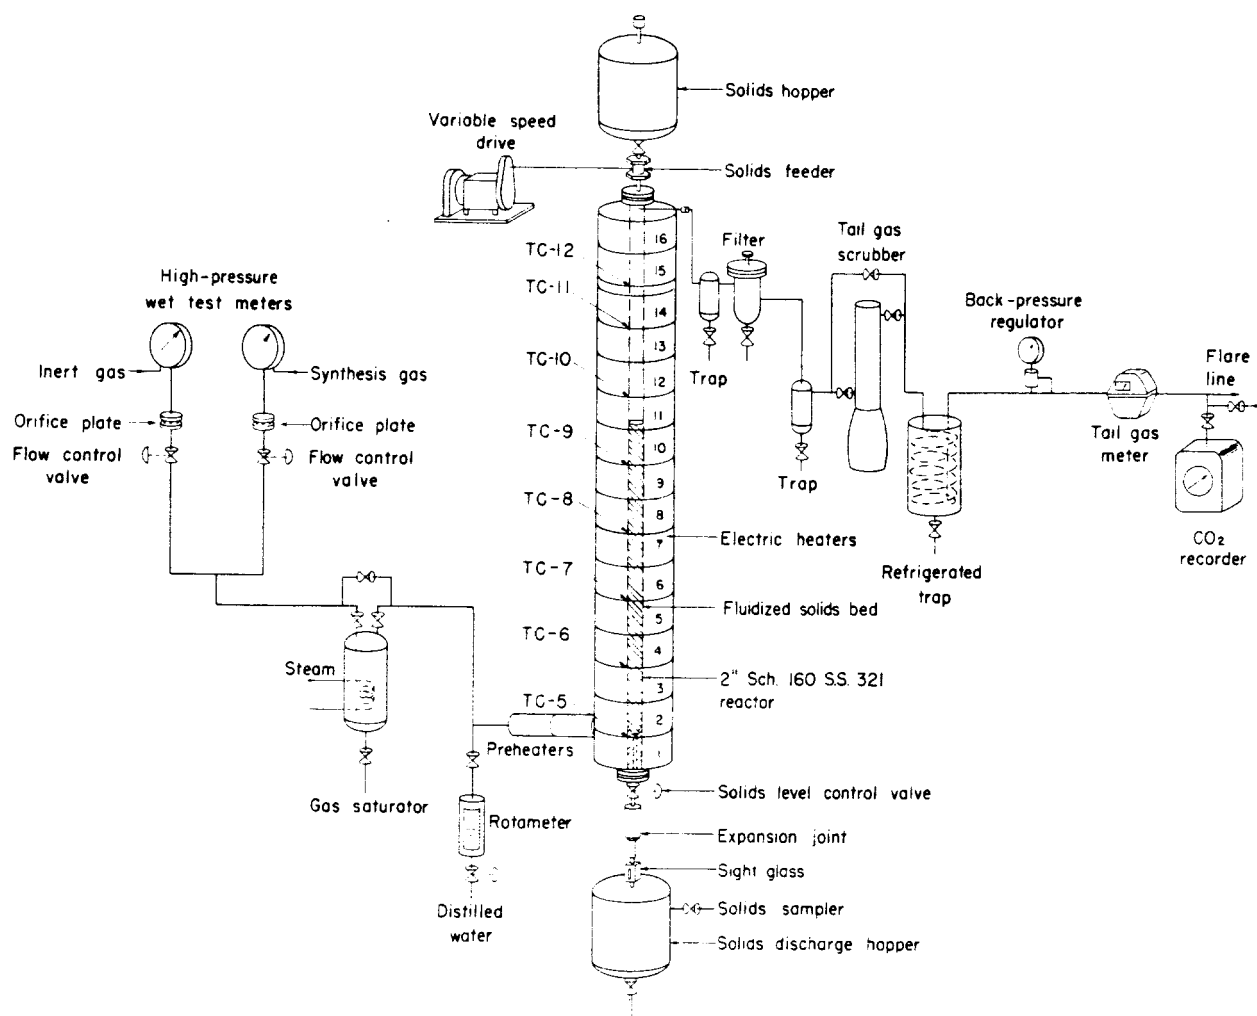 Solids hopper
Variable speed
drive
Solids feeder
High-pressure
wet test meters
Inert gas
Synthesis gas
Orifice plate
Orifice plate
Flow control
valve
Flow control
valve
TC-12
TC-11
TC-10
TC-9
TC-8
TC-7
TC-6
TC-5
16
15
14
13
12
11
10
9
8
7
6
5
4
3
2
1
Filter
Trap
Trap
Tail gas
scrubber
Back-pressure
regulator
Flare
line
Tail gas
meter
CO2
recorder
Refrigerated
trap
Electric heaters
Fluidized solids bed
2" Sch. 160 S.S. 321
reactor
Steam
Preheaters
Gas saturator
Rotameter
Distilled
water
Solids level control valve
Expansion joint
Sight glass
Solids sampler
Solids discharge hopper